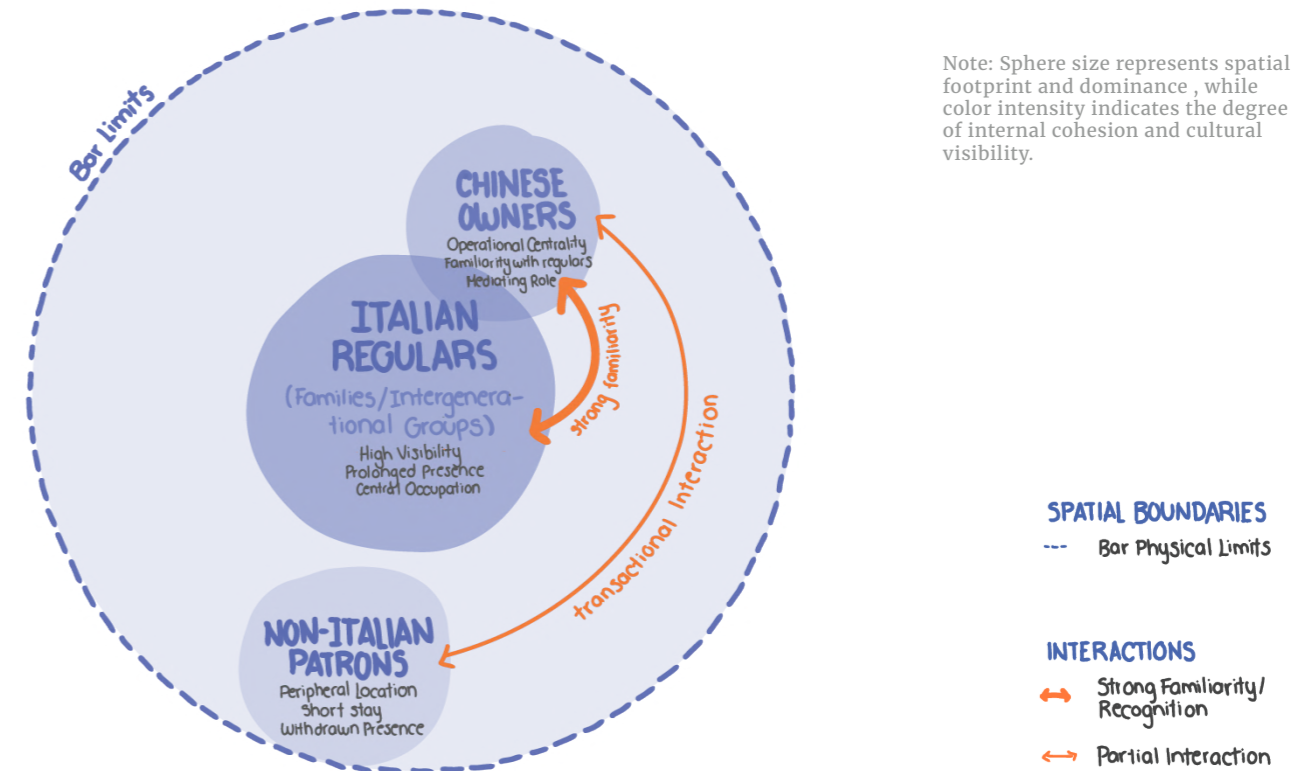 Note: Sphere size represents spatial
footprint and dominance , while
color intensity indicates the degree
of internal cohesion and cultural
visibility.
Bar Limits
CHINESE
OWNERS
Operational Centrality
Familiarity with regulars
Mediating Role
ITALIAN
REGULARS
(Families/Intergenera-
tional Groups)
High Visibility
Prolonged Presence
Central Occupation
strong familiarity
transactional Interaction
NON-ITALIAN
PATRONS
Peripheral Location
Short stay
Withdrawn Presence
SPATIAL BOUNDARIES
Bar Physical Limits
INTERACTIONS
Strong Familiarity/
Recognition
Partial Interaction